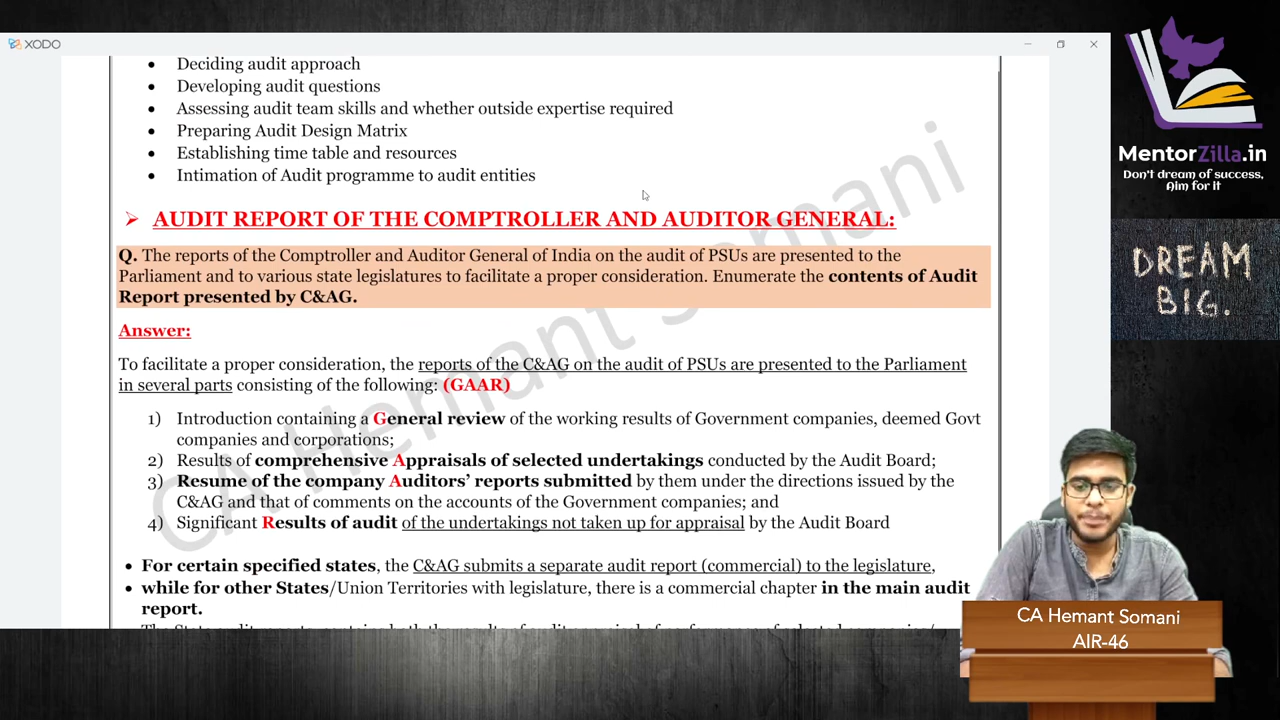 XODO
• Deciding audit approach
• Developing audit questions
• Assessing audit team skills and whether outside expertise required
• Preparing Audit Design Matrix
• Establishing time table and resources
• Intimation of Audit programme to audit entities
➢ AUDIT REPORT OF THE COMPTROLLER AND AUDITOR GENERAL:
Q. The reports of the Comptroller and Auditor General of India on the audit of PSUs are presented to the
Parliament and to various state legislatures to facilitate a proper consideration. Enumerate the contents of Audit
Report presented by C&AG.
Answer:
To facilitate a proper consideration, the reports of the C&AG on the audit of PSUs are presented to the Parliament
in several parts consisting of the following: (GAAR)
1) Introduction containing a General review of the working results of Government companies, deemed Govt
companies and corporations;
2) Results of comprehensive Appraisals of selected undertakings conducted by the Audit Board;
3) Resume of the company Auditors' reports submitted by them under the directions issued by the
C&AG and that of comments on the accounts of the Government companies; and
4) Significant Results of audit of the undertakings not taken up for appraisal by the Audit Board
• For certain specified states, the C&AG submits a separate audit report (commercial) to the legislature,
• while for other States/Union Territories with legislature, there is a commercial chapter in the main audit
report.
CA Hemant Somani
MentorZilla.in
Don't dream of success,
Aim for it
DREAM
BIG.
CA Hemant Somani
AIR-46